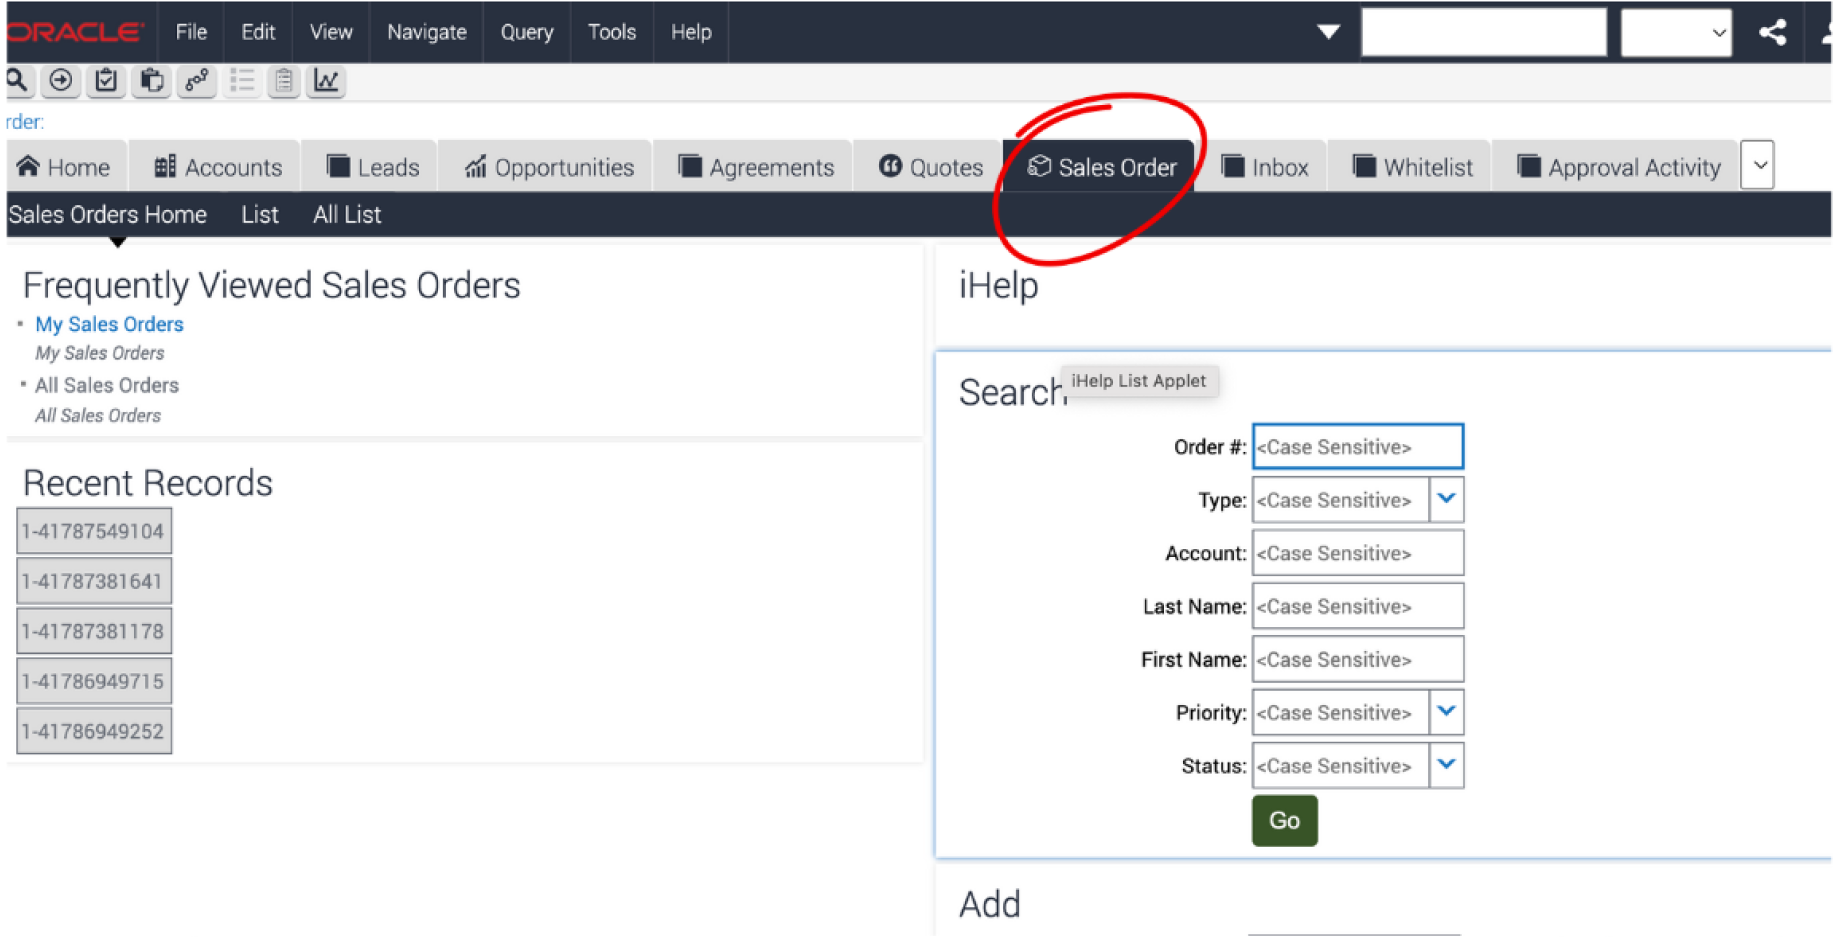 ORACLE File Edit View Navigate Query Tools Help
rder:
Home Accounts Leads Opportunities Agreements Quotes Sales Order Inbox Whitelist Approval Activity
Sales Orders Home List All List
Frequently Viewed Sales Orders
My Sales Orders
My Sales Orders
All Sales Orders
All Sales Orders
Recent Records
1-41787549104
1-41787381641
1-41787381178
1-41786949715
1-41786949252
iHelp
Search
iHelp List Applet
Order #: <Case Sensitive>
Type: <Case Sensitive>
Account: <Case Sensitive>
Last Name: <Case Sensitive>
First Name: <Case Sensitive>
Priority: <Case Sensitive>
Status: <Case Sensitive>
Go
Add